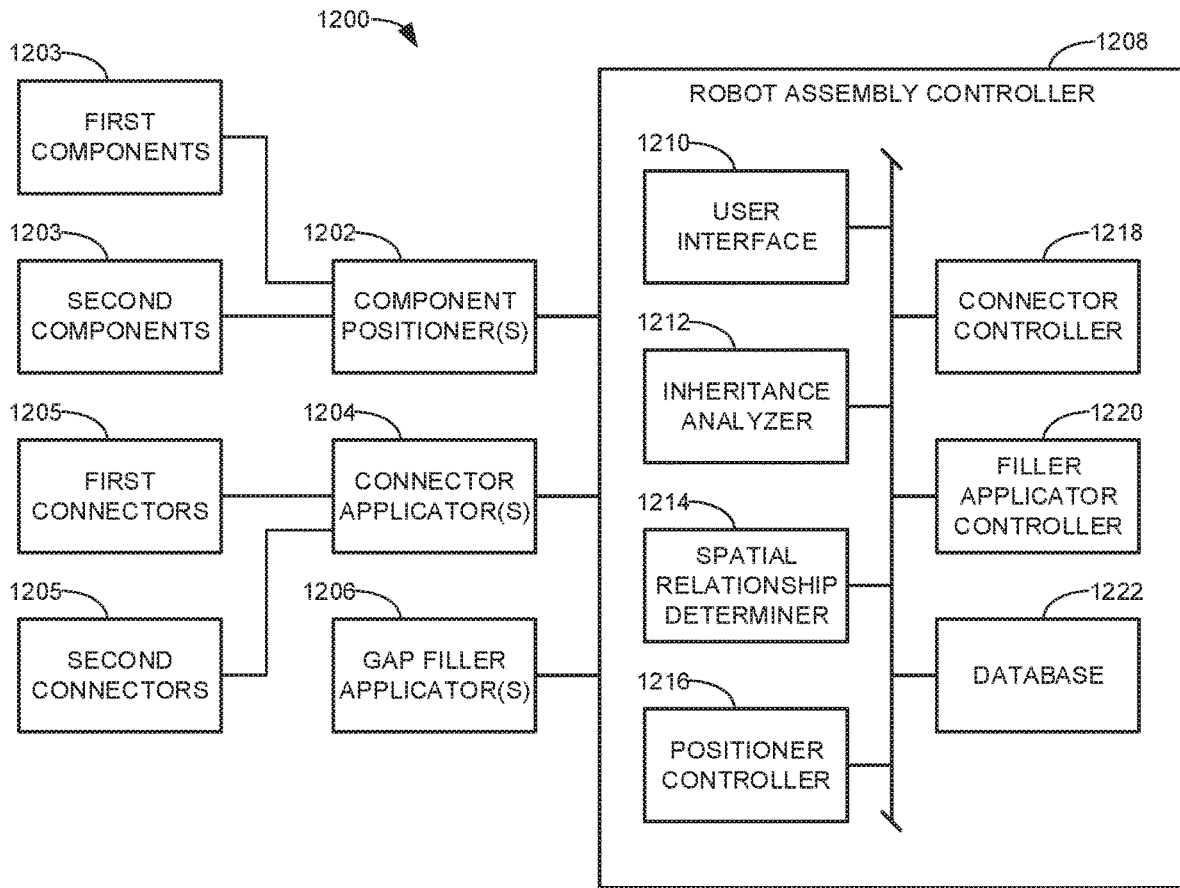 1200
1203
FIRST
COMPONENTS
1203
SECOND
COMPONENTS
1205
FIRST
CONNECTORS
1205
SECOND
CONNECTORS
1202
COMPONENT
POSITIONER(S)
1204
CONNECTOR
APPLICATOR(S)
1206
GAP FILLER
APPLICATOR(S)
1208
ROBOT ASSEMBLY CONTROLLER
1210
USER
INTERFACE
1212
INHERITANCE
ANALYZER
1214
SPATIAL
RELATIONSHIP
DETERMINER
1216
POSITIONER
CONTROLLER
1218
CONNECTOR
CONTROLLER
1220
FILLER
APPLICATOR
CONTROLLER
1222
DATABASE